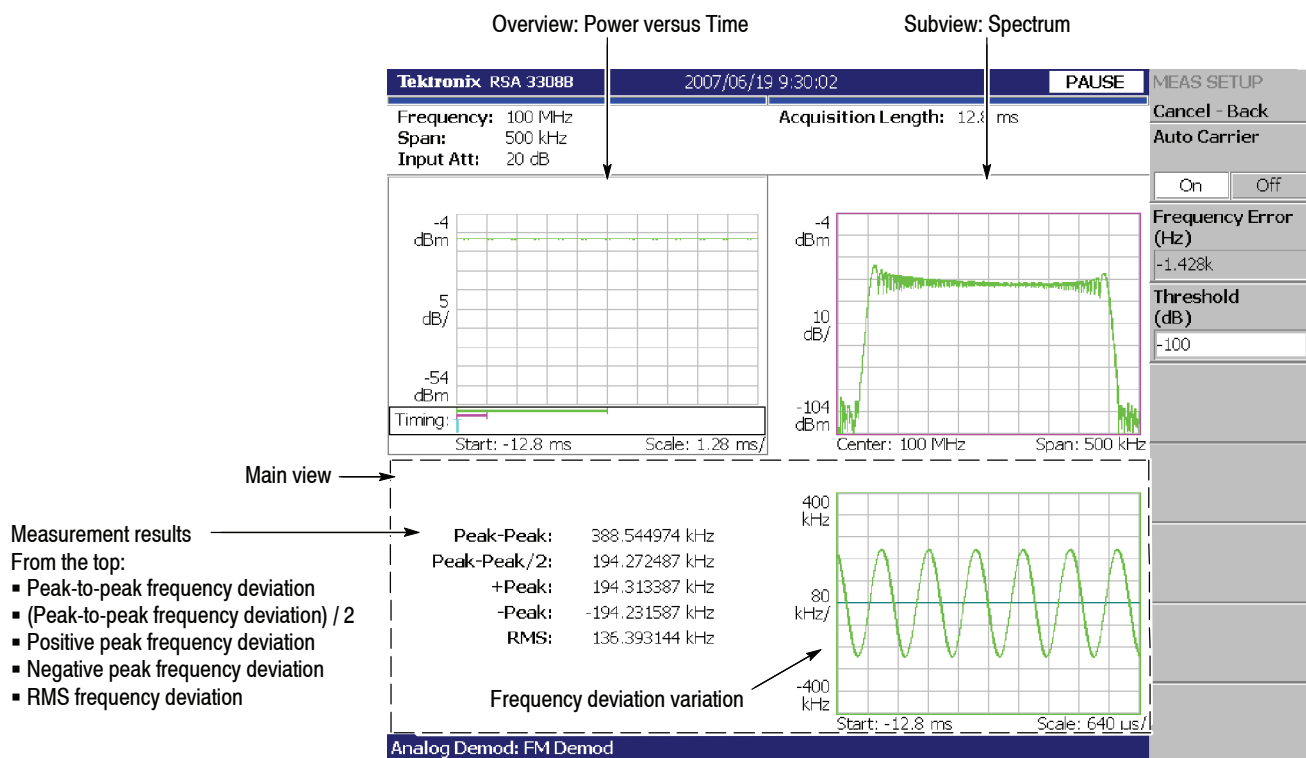 Overview: Power versus Time
Subview: Spectrum
Tektronix RSA 3308B
2007/06/19 9:30:02
PAUSE
MEAS SETUP
Frequency: 100 MHz
Span: 500 kHz
Input Att: 20 dB
Acquisition Length: 12.8 ms
Cancel - Back
Auto Carrier
On Off
Frequency Error
(Hz)
-1.428k
Threshold
(dB)
-100
-4
dBm
5
dB/
-54
dBm
Timing:
Start: -12.8 ms
Scale: 1.28 ms/
-4
dBm
10
dB/
-104
dBm
Center: 100 MHz
Span: 500 kHz
Main view
Measurement results
From the top:
▪ Peak-to-peak frequency deviation
▪ (Peak-to-peak frequency deviation) / 2
▪ Positive peak frequency deviation
▪ Negative peak frequency deviation
▪ RMS frequency deviation
Peak-Peak: 388.544974 kHz
Peak-Peak/2: 194.272487 kHz
+Peak: 194.313387 kHz
-Peak: -194.231587 kHz
RMS: 136.393144 kHz
Frequency deviation variation
400
kHz
80
kHz/
-400
kHz
Start: -12.8 ms
Scale: 640 µs/
Analog Demod: FM Demod